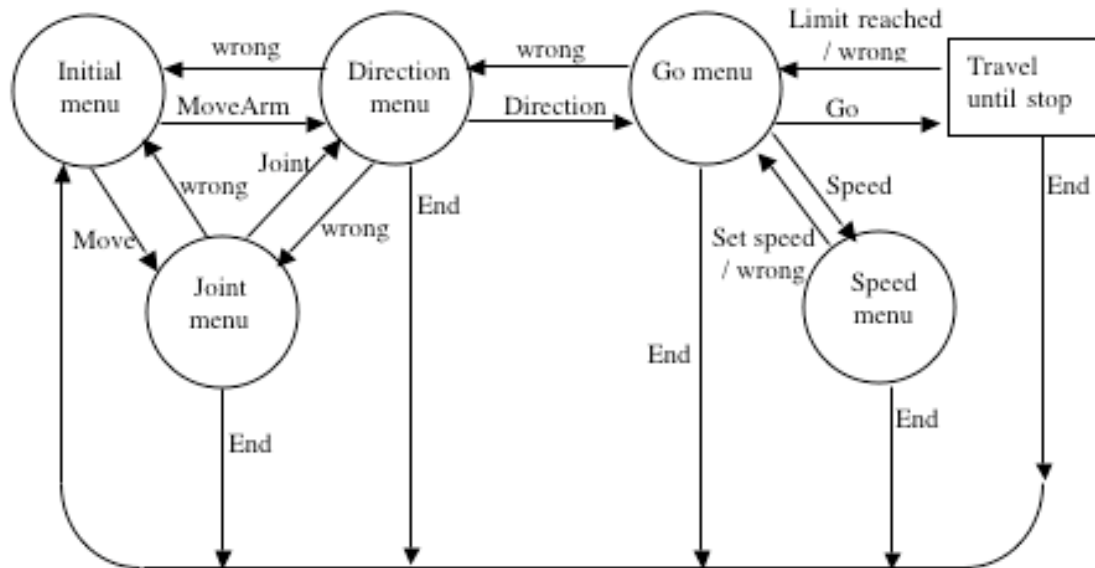 Initial
menu
wrong
MoveArm
Direction
menu
wrong
Direction
Go menu
Limit reached
/ wrong
Go
Travel
until stop
Joint
wrong
Move
wrong
End
Joint
menu
Speed
Set speed
/ wrong
Speed
menu
End
End
End
End